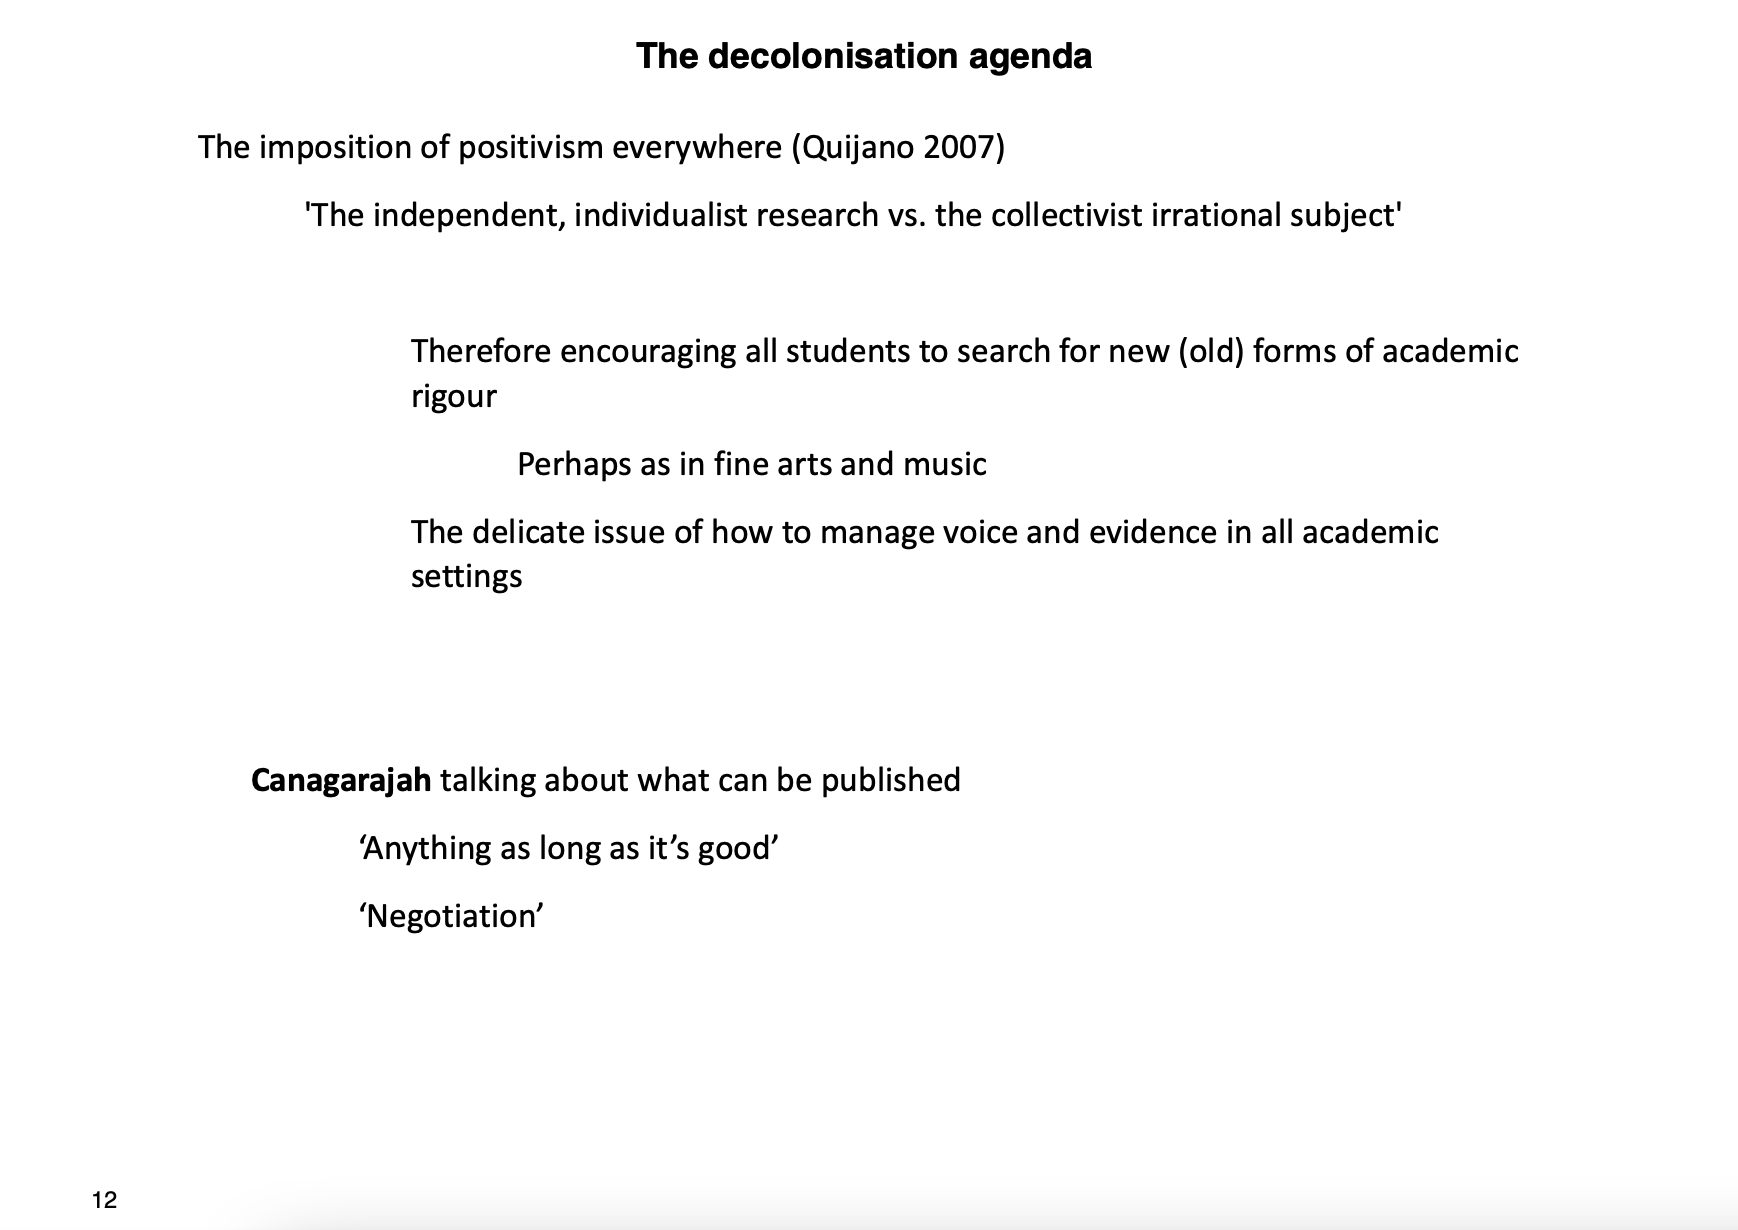 The decolonisation agenda
The imposition of positivism everywhere (Quijano 2007)
'The independent, individualist research vs. the collectivist irrational subject'
Therefore encouraging all students to search for new (old) forms of academic
rigour
Perhaps as in fine arts and music
The delicate issue of how to manage voice and evidence in all academic
settings
Canagarajah talking about what can be published
‘Anything as long as it’s good’
‘Negotiation’
12